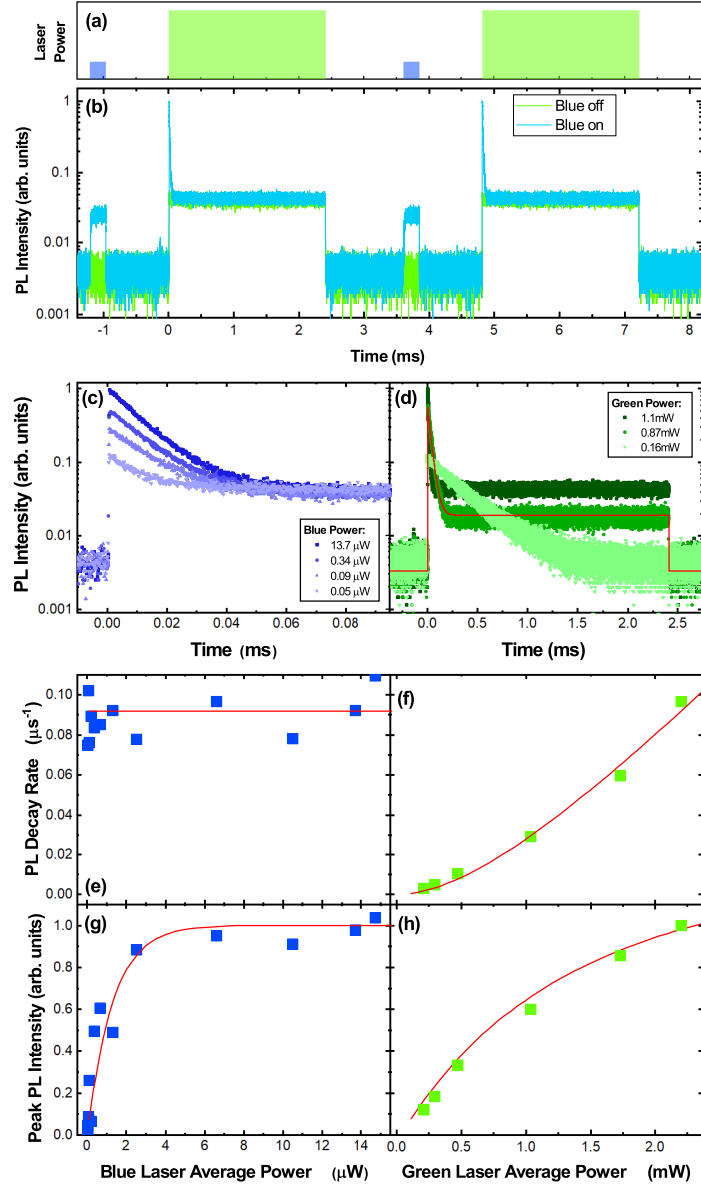 (a)
Laser
Power
(b)
Blue off
Blue on
PL Intensity (arb. units)
1
0.1
0.01
0.001
-1 0 1 2 3 4 5 6 7 8
Time (ms)
(c)
PL Intensity (arb. units)
1
0.1
0.01
0.001
Blue Power:
13.7 μW
0.34 μW
0.09 μW
0.05 μW
0.00 0.02 0.04 0.06 0.08
Time (ms)
(d)
Green Power:
1.1mW
0.87mW
0.16mW
0.0 0.5 1.0 1.5 2.0 2.5
Time (ms)
PL Decay Rate (μs⁻¹)
0.10
0.08
0.06
0.04
0.02
0.00
(e)
(f)
(g)
Peak PL Intensity (arb. units)
1.0
0.8
0.6
0.4
0.2
0.0
0 2 4 6 8 10 12 14
Blue Laser Average Power (μW)
(h)
0.0 0.5 1.0 1.5 2.0
Green Laser Average Power (mW)